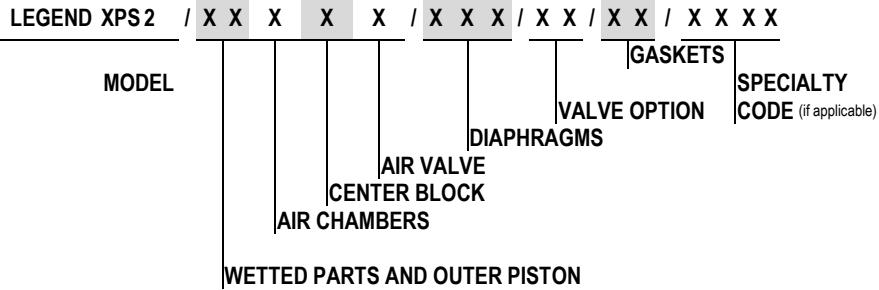 LEGEND XPS 2 / X X X X X / X X X / X X / X X / X X X X
GASKETS
MODEL SPECIALTY
VALVE OPTION CODE (if applicable)
DIAPHRAGMS
AIR VALVE
CENTER BLOCK
AIR CHAMBERS
WETTED PARTS AND OUTER PISTON